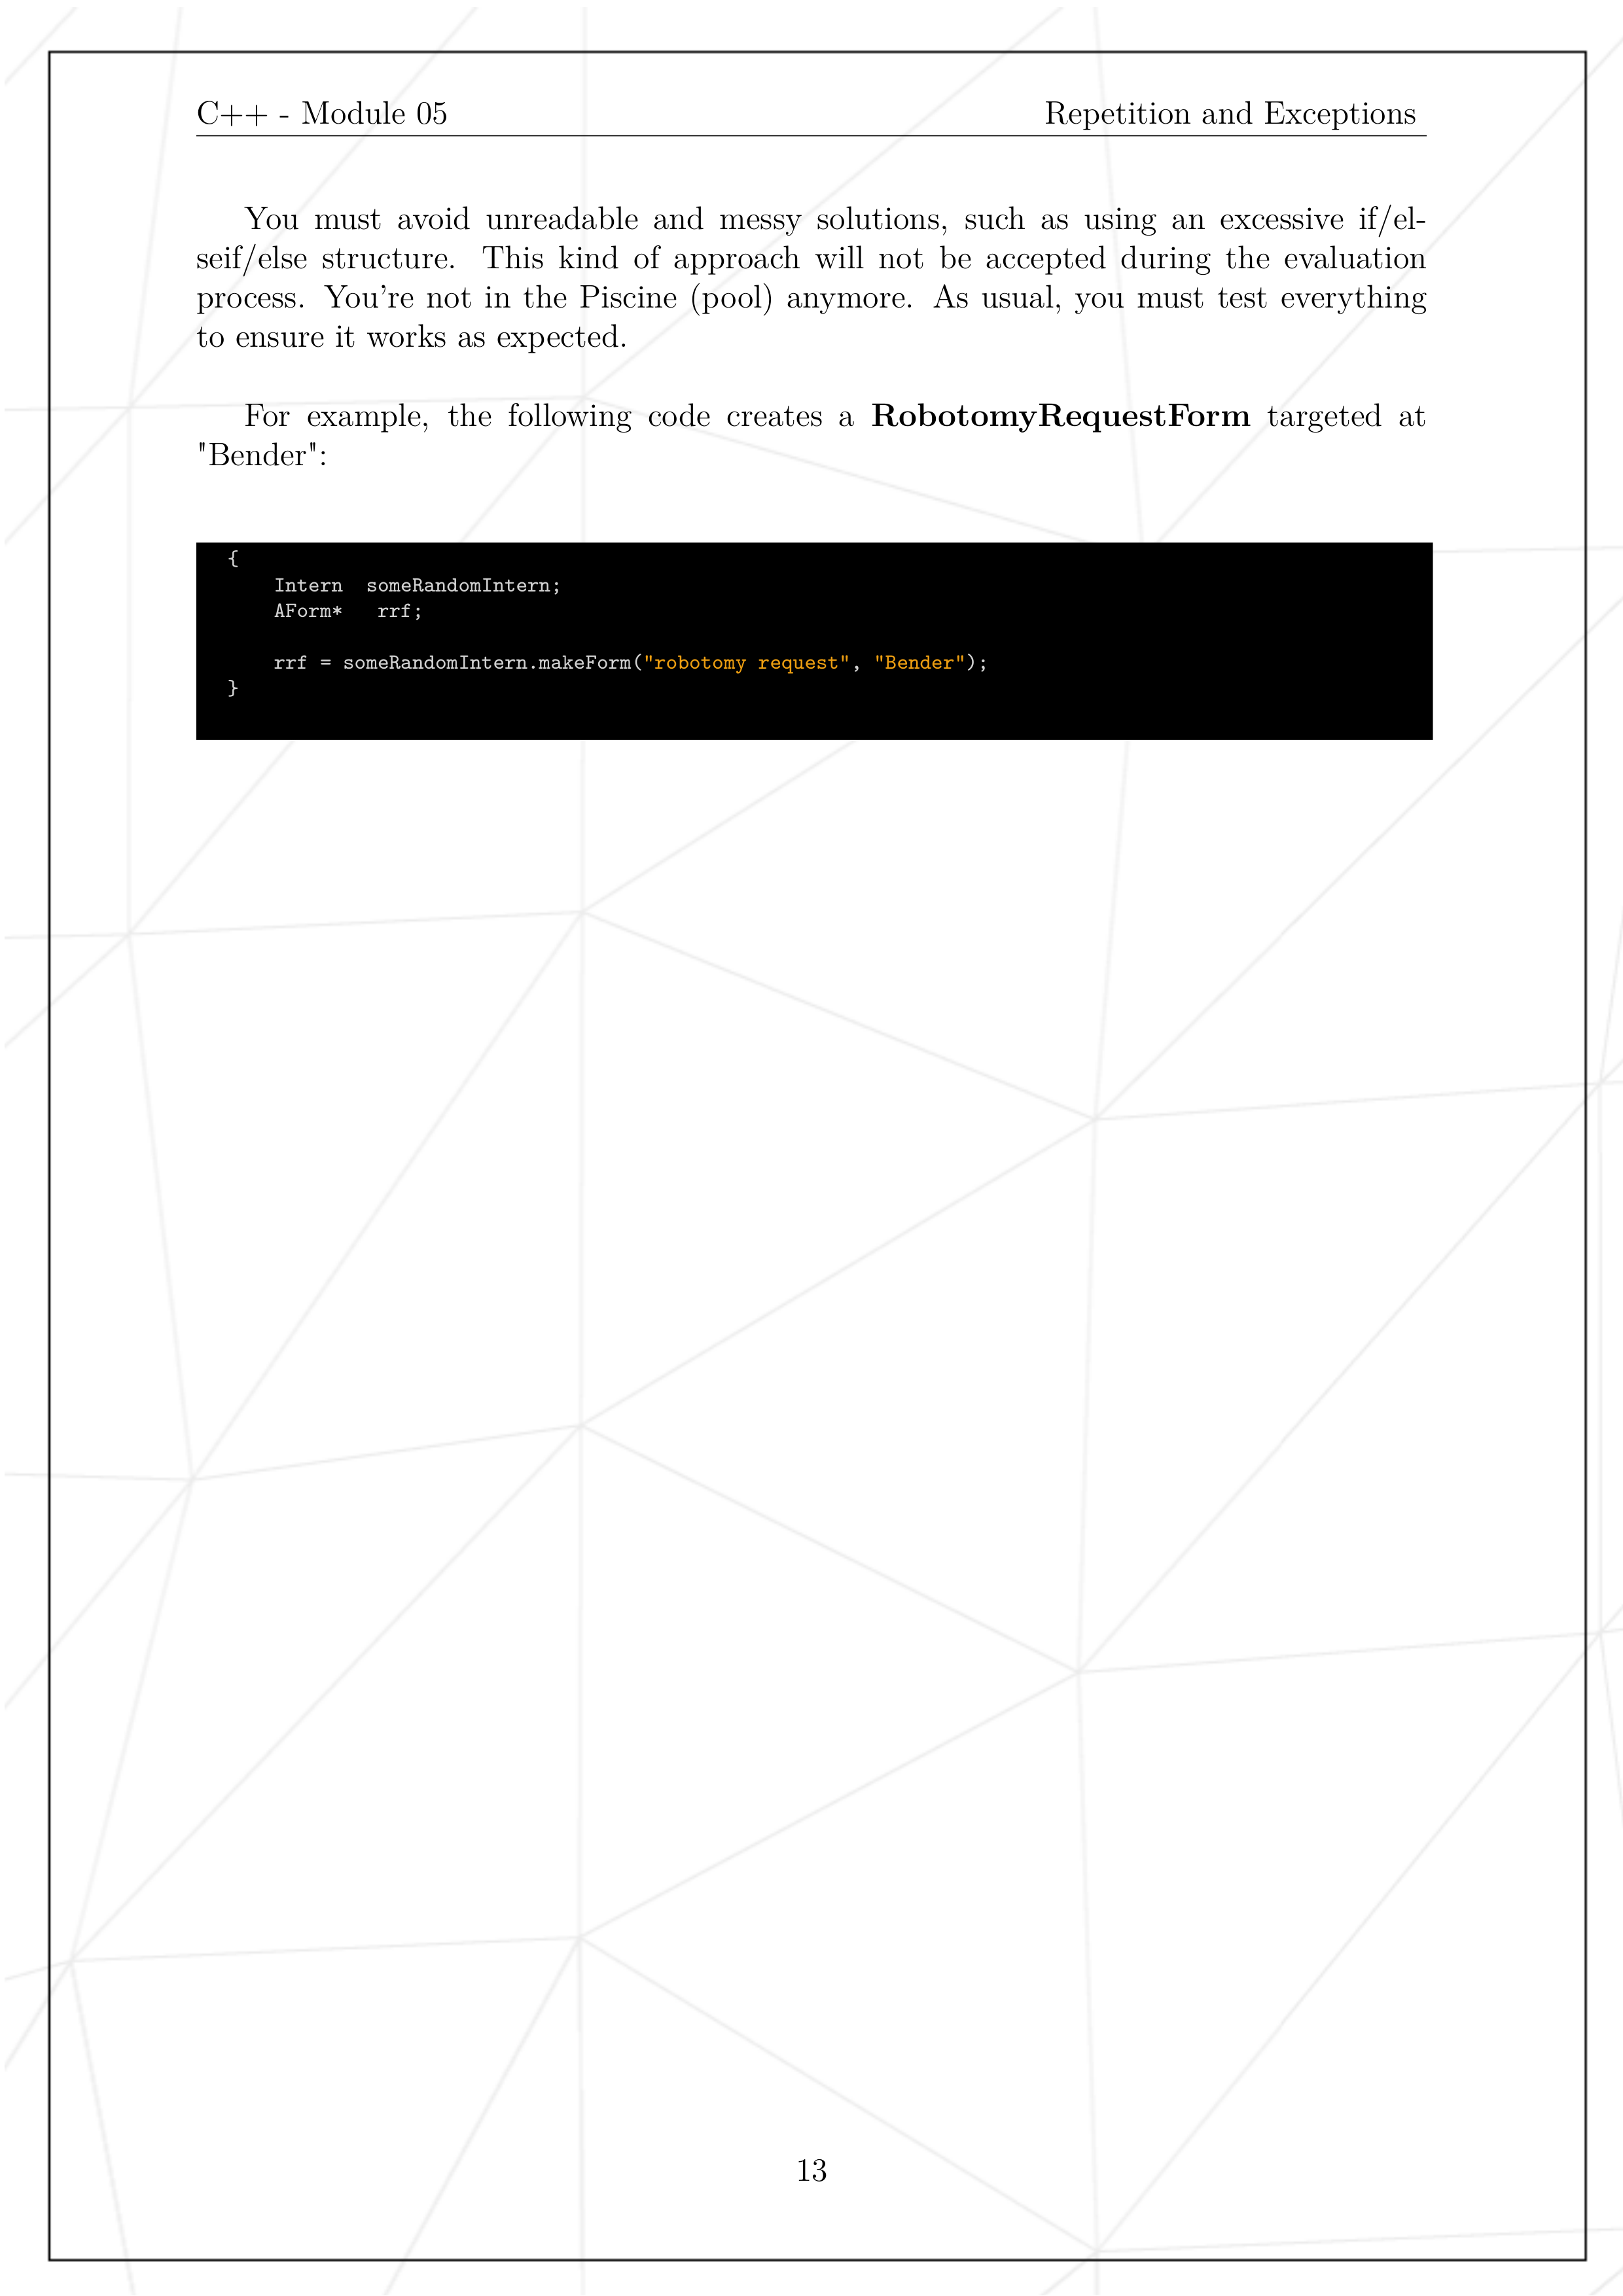 C++ - Module 05 Repetition and Exceptions
You must avoid unreadable and messy solutions, such as using an excessive if/el-
seif/else structure. This kind of approach will not be accepted during the evaluation
process. You're not in the Piscine (pool) anymore. As usual, you must test everything
to ensure it works as expected.
For example, the following code creates a RobotomyRequestForm targeted at
"Bender":
{
    Intern  someRandomIntern;
    AForm*   rrf;
    rrf = someRandomIntern.makeForm("robotomy request", "Bender");
}
13